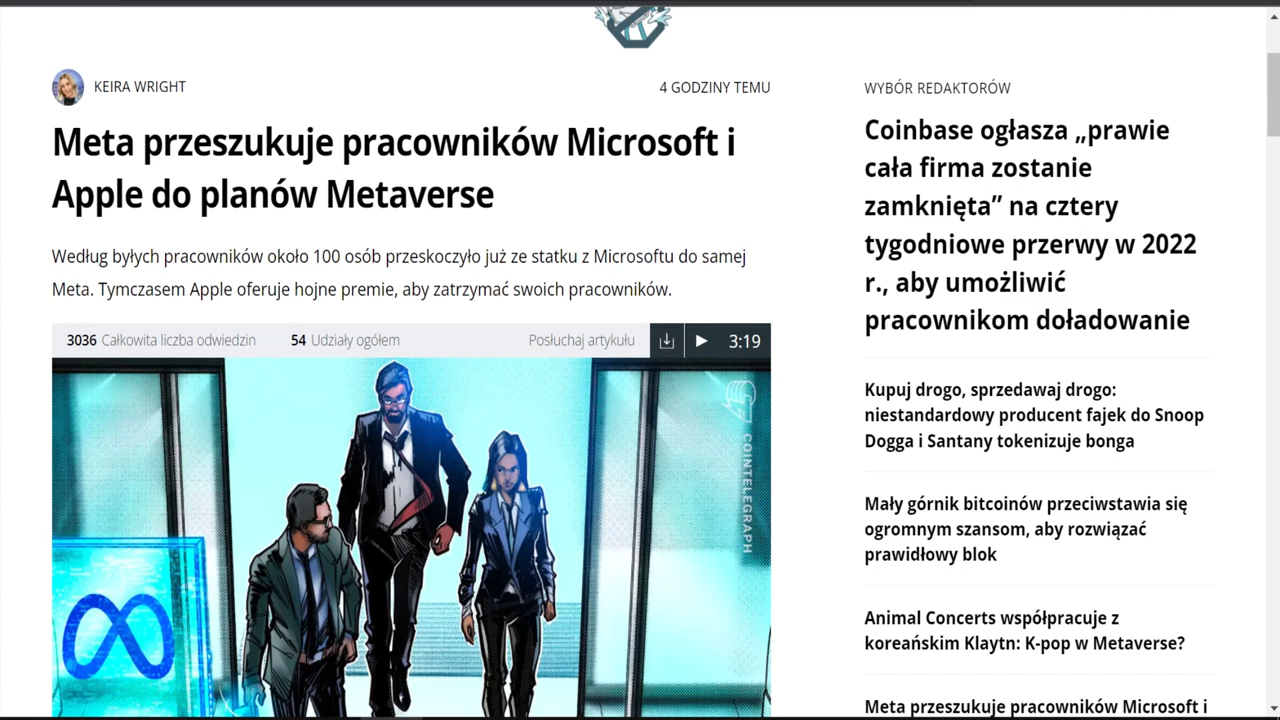 KEIRA WRIGHT
4 GODZINY TEMU
Meta przeszukuje pracowników Microsoft i
Apple do planów Metaverse
Według byłych pracowników około 100 osób przeskoczyło już ze statku z Microsoftu do samej
Meta. Tymczasem Apple oferuje hojne premie, aby zatrzymać swoich pracowników.
3036 Całkowita liczba odwiedzin
54 Udziały ogółem
Posłuchaj artykułu
3:19
COINTELEGRAPH
WYBÓR REDAKTORÓW
Coinbase ogłasza „prawie
cała firma zostanie
zamknięta” na cztery
tygodniowe przerwy w 2022
r., aby umożliwić
pracownikom doładowanie
Kupuj drogo, sprzedawaj drogo:
niestandardowy producent fajek do Snoop
Dogga i Santany tokenizuje bonga
Mały górnik bitcoinów przeciwstawia się
ogromnym szansom, aby rozwiązać
prawidłowy blok
Animal Concerts współpracuje z
koreańskim Klaytn: K-pop w Metaverse?
Meta przeszukuje pracowników Microsoft i